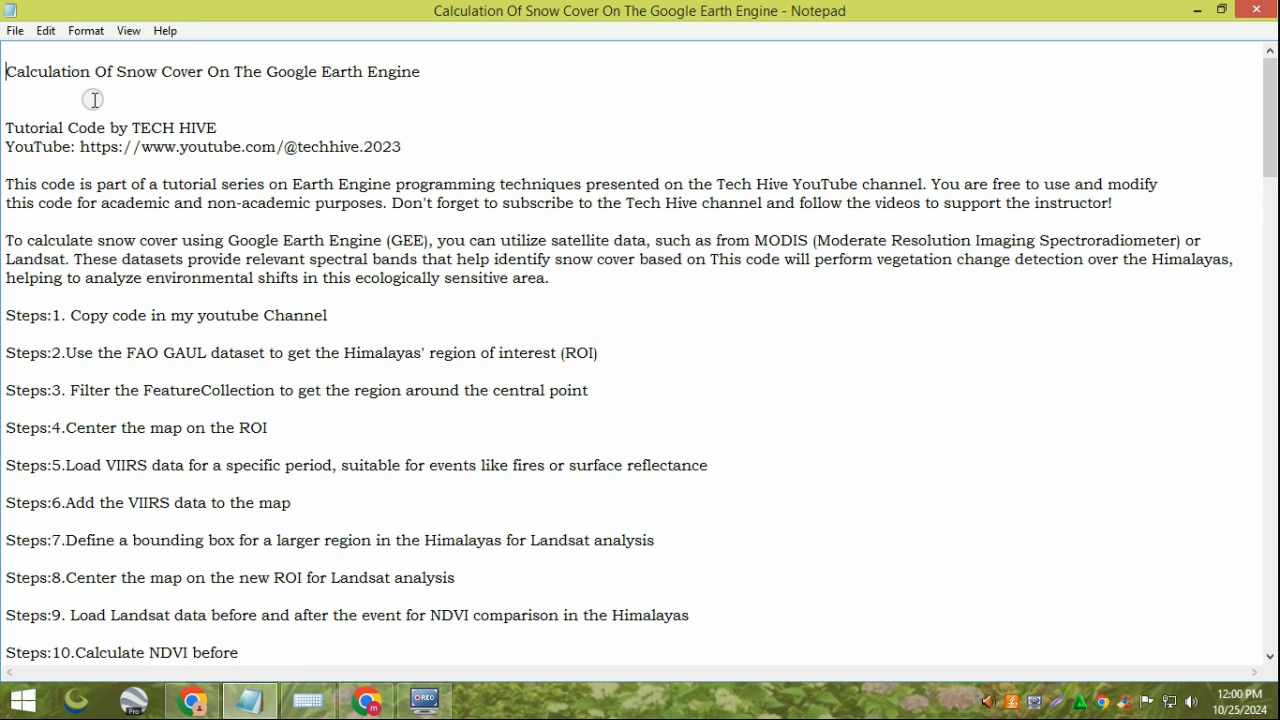 Calculation Of Snow Cover On The Google Earth Engine - Notepad
File Edit Format View Help
Calculation Of Snow Cover On The Google Earth Engine
Tutorial Code by TECH HIVE
YouTube: https://www.youtube.com/@techhive.2023
This code is part of a tutorial series on Earth Engine programming techniques presented on the Tech Hive YouTube channel. You are free to use and modify
this code for academic and non-academic purposes. Don't forget to subscribe to the Tech Hive channel and follow the videos to support the instructor!
To calculate snow cover using Google Earth Engine (GEE), you can utilize satellite data, such as from MODIS (Moderate Resolution Imaging Spectroradiometer) or
Landsat. These datasets provide relevant spectral bands that help identify snow cover based on This code will perform vegetation change detection over the Himalayas,
helping to analyze environmental shifts in this ecologically sensitive area.
Steps:1. Copy code in my youtube Channel
Steps:2.Use the FAO GAUL dataset to get the Himalayas' region of interest (ROI)
Steps:3. Filter the FeatureCollection to get the region around the central point
Steps:4.Center the map on the ROI
Steps:5.Load VIIRS data for a specific period, suitable for events like fires or surface reflectance
Steps:6.Add the VIIRS data to the map
Steps:7.Define a bounding box for a larger region in the Himalayas for Landsat analysis
Steps:8.Center the map on the new ROI for Landsat analysis
Steps:9. Load Landsat data before and after the event for NDVI comparison in the Himalayas
Steps:10.Calculate NDVI before
Pro
m
REC
12:00 PM
10/25/2024